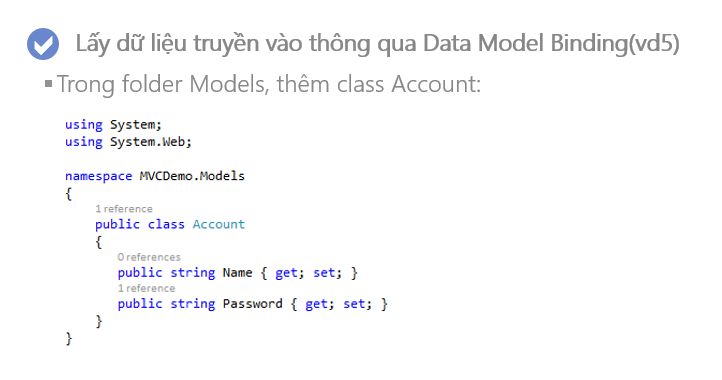 Lấy dữ liệu truyền vào thông qua Data Model Binding(vd5)
Trong folder Models, thêm class Account:
using System;
using System.Web;
namespace MVCDemo.Models
{
1 reference
public class Account
{
0 references
public string Name { get; set; }
1 reference
public string Password { get; set; }
}
}